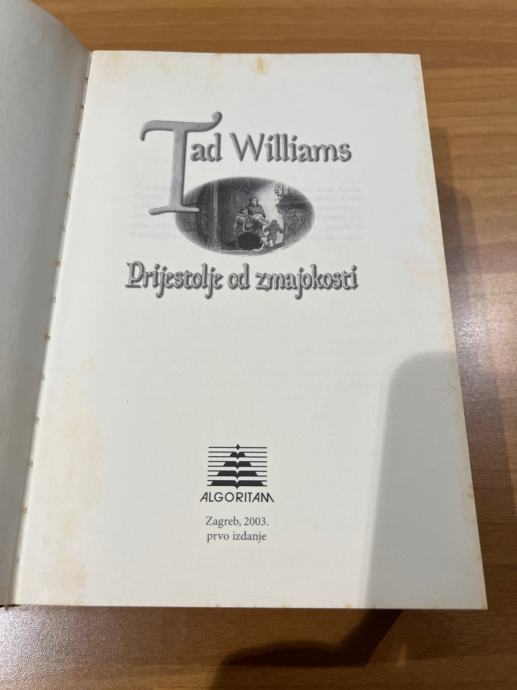 Tad Williams
Prijestolje od zmajokosti
ALGORITAM
Zagreb, 2003.
prvo izdanje